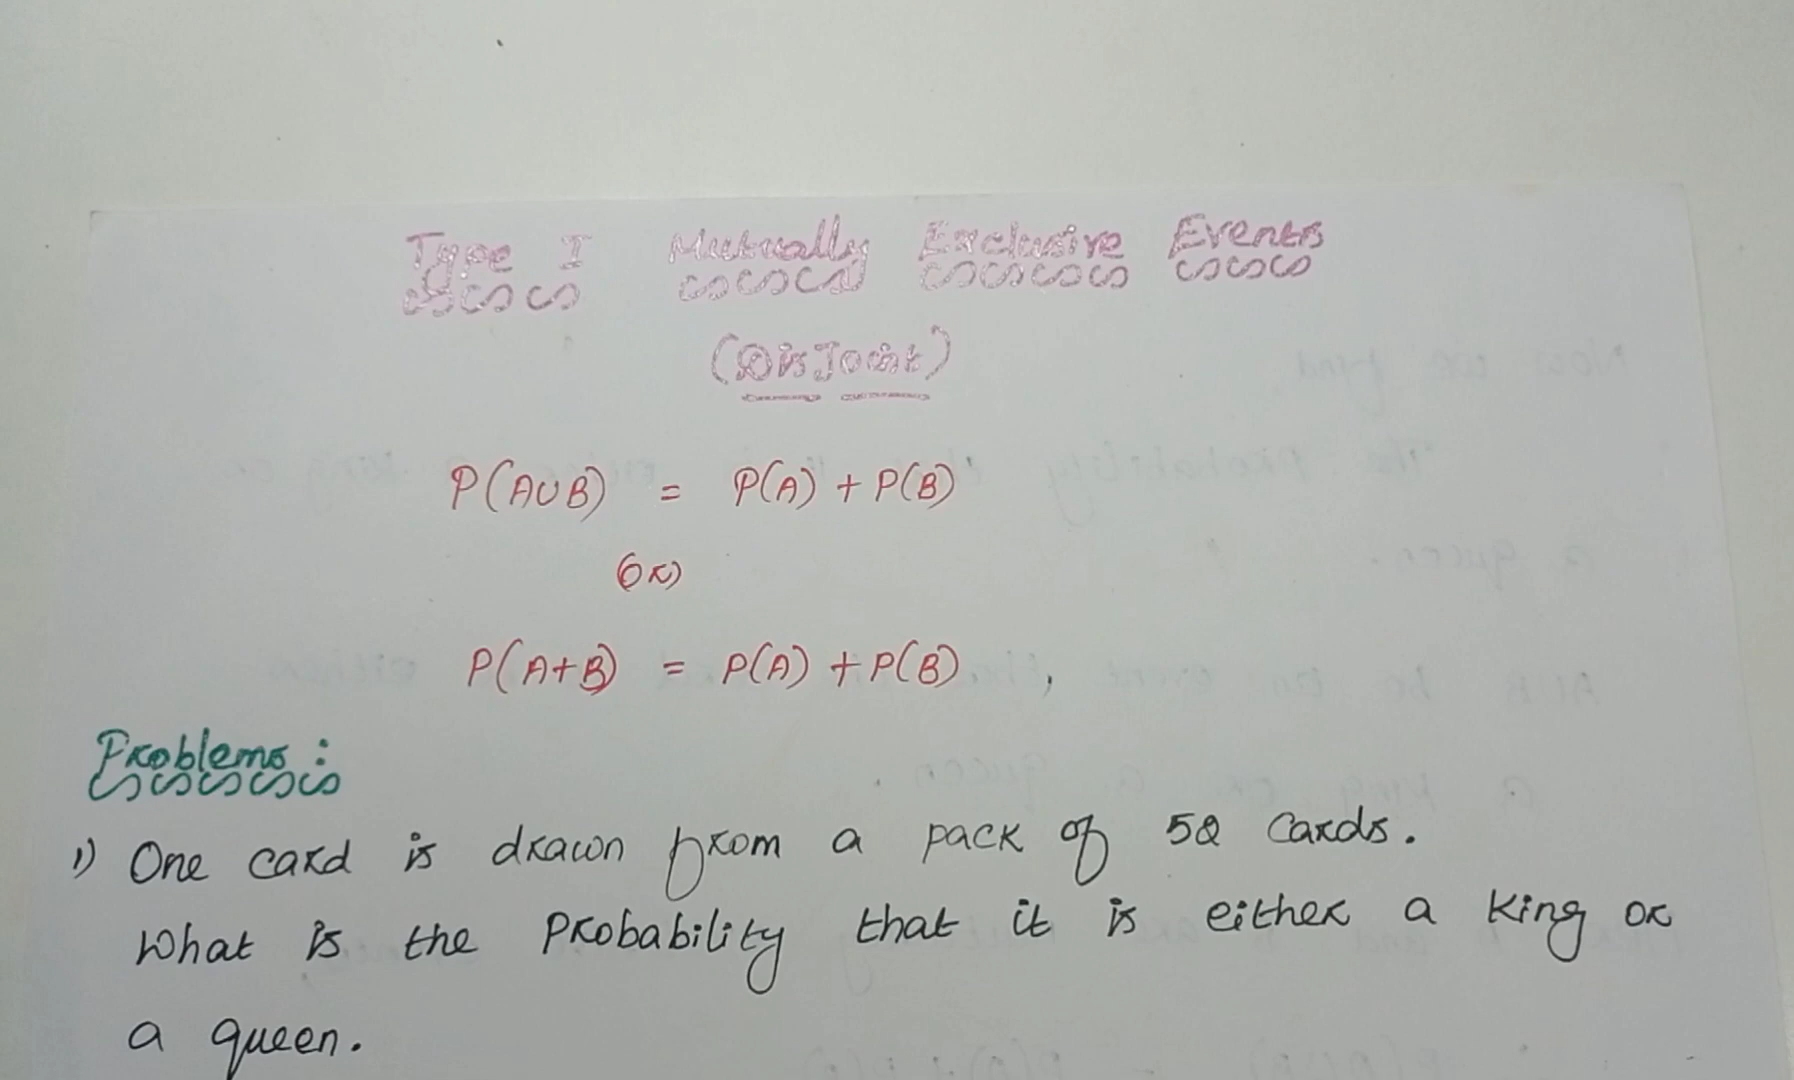 Type I Mutually Exclusive Events
(DisJoint)
P(A∪B) = P(A) + P(B)
(or)
P(A+B) = P(A) + P(B),
Problems:
1) One card is drawn from a pack of 52 Cards.
What is the Probability that it is either a king or
a queen.